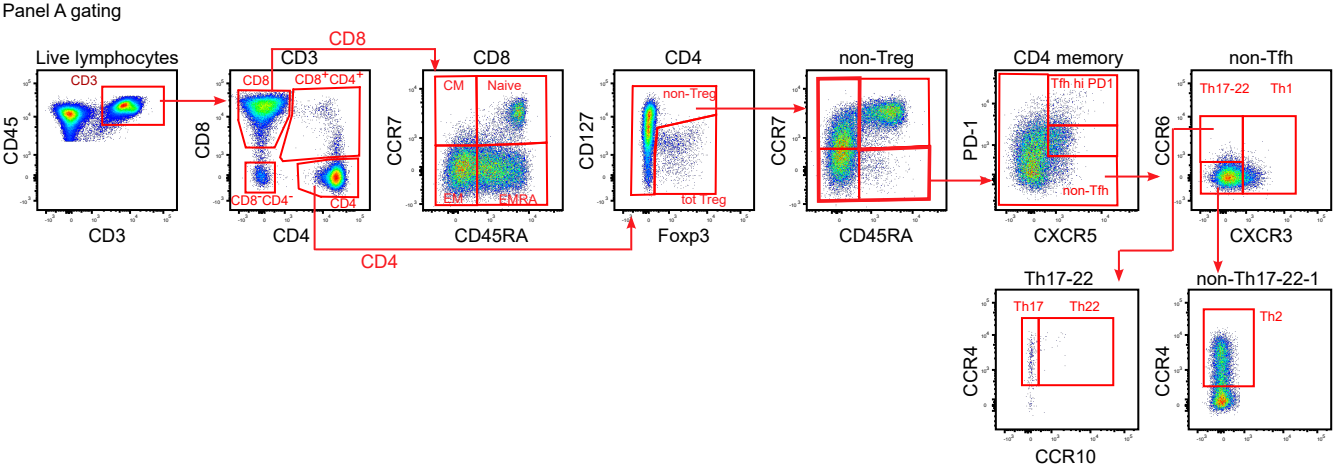 Panel A gating
CD8
Live lymphocytes
CD3
CD8
CD4
non-Treg
CD4 memory
non-Tfh
CD3
CD8
CD8⁺CD4⁺
CM
Naive
non-Treg
Tfh hi PD1
Th17-22
Th1
CD45
CD8
CCR7
CD127
CCR7
PD-1
CCR6
CD8⁻CD4⁻
CD4
EM
EMRA
tot Treg
non-Tfh
CD3
CD4
CD45RA
Foxp3
CD45RA
CXCR5
CXCR3
CD4
Th17-22
non-Th17-22-1
Th17
Th22
Th2
CCR4
CCR4
CCR10